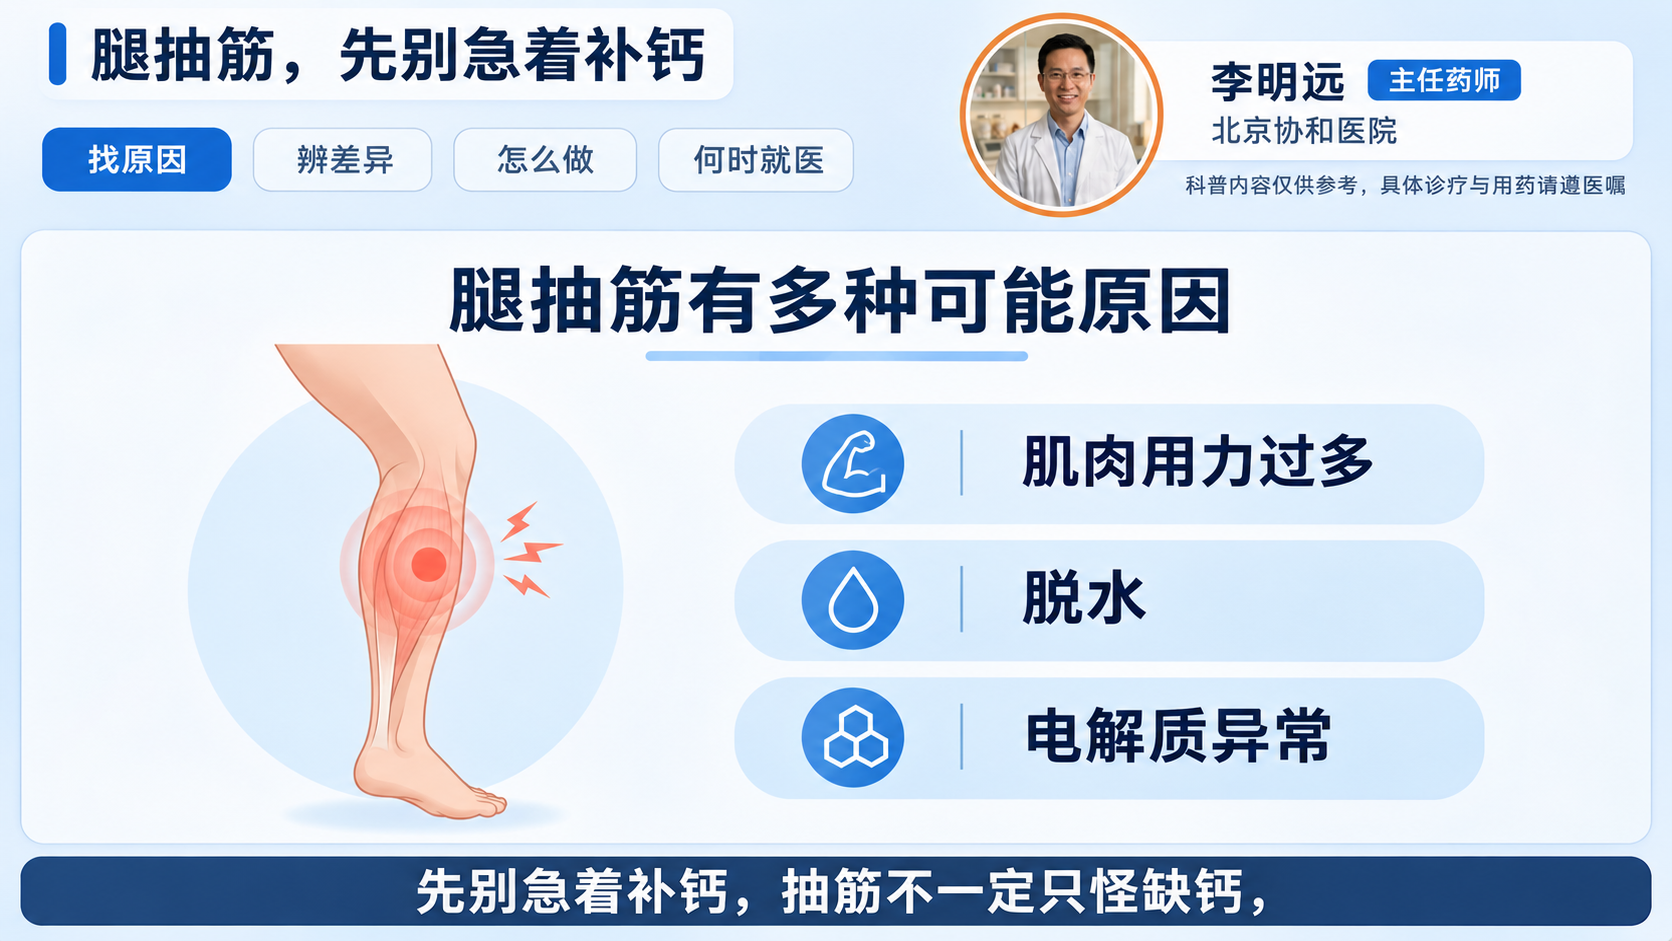 腿抽筋，先别急着补钙
找原因
辨差异
怎么做
何时就医
李明远
主任药师
北京协和医院
科普内容仅供参考，具体诊疗与用药请遵医嘱
腿抽筋有多种可能原因
肌肉用力过多
脱水
电解质异常
先别急着补钙，抽筋不一定只怪缺钙，